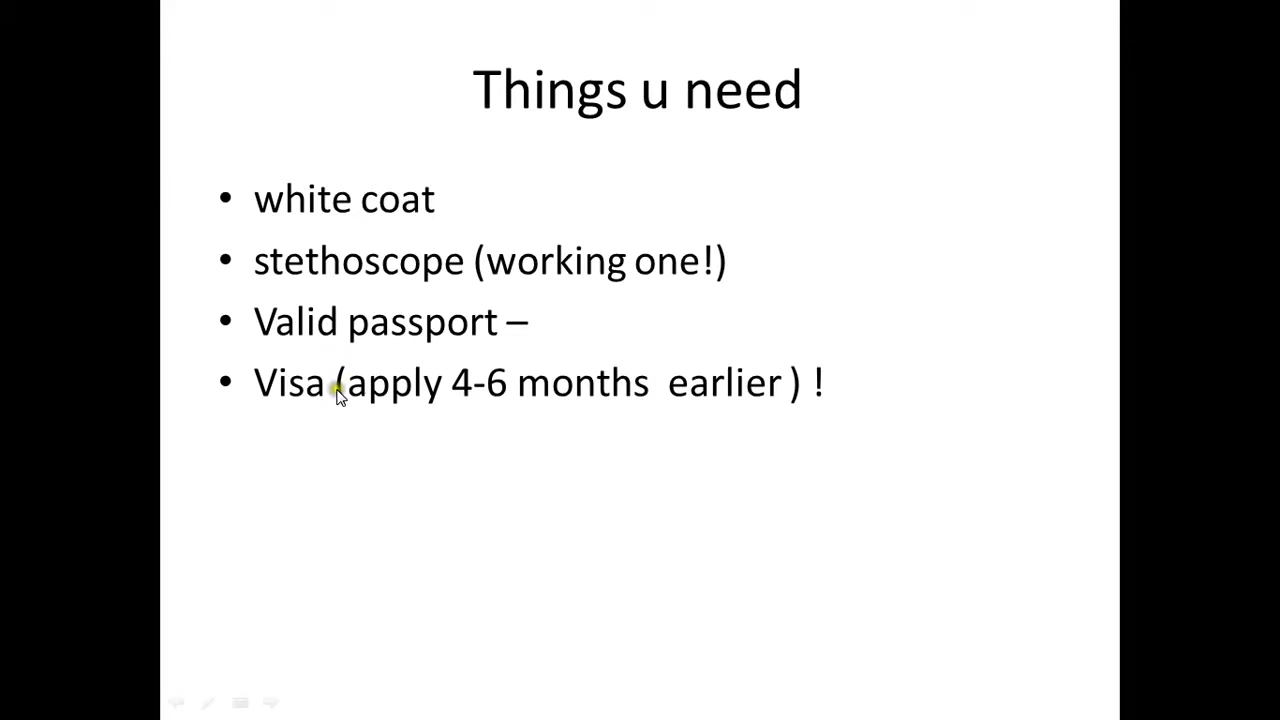 Things u need
• white coat
• stethoscope (working one!)
• Valid passport –
• Visa (apply 4-6 months  earlier ) !